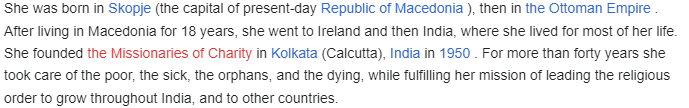 She was born in Skopje (the capital of present-day Republic of Macedonia ), then in the Ottoman Empire .
After living in Macedonia for 18 years, she went to Ireland and then India, where she lived for most of her life.
She founded the Missionaries of Charity in Kolkata (Calcutta), India in 1950 . For more than forty years she
took care of the poor, the sick, the orphans, and the dying, while fulfilling her mission of leading the religious
order to grow throughout India, and to other countries.